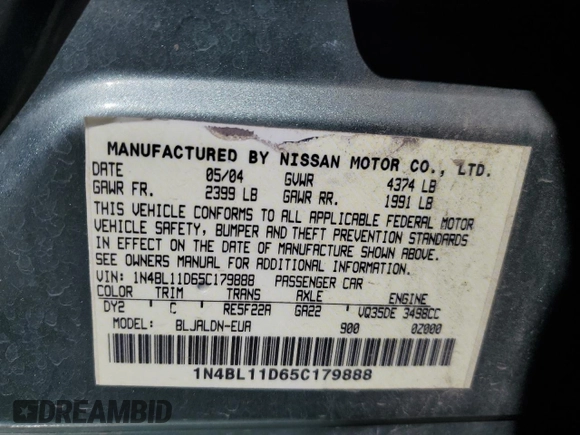 MANUFACTURED BY NISSAN MOTOR CO., LTD.
DATE 05/04 GVWR 4374 LB
GAWR FR. 2399 LB GAWR RR. 1991 LB
THIS VEHICLE CONFORMS TO ALL APPLICABLE FEDERAL MOTOR
VEHICLE SAFETY, BUMPER AND THEFT PREVENTION STANDARDS
IN EFFECT ON THE DATE OF MANUFACTURE SHOWN ABOVE.
SEE OWNERS MANUAL FOR ADDITIONAL INFORMATION.
VIN: 1N4BL11D65C179888 PASSENGER CAR
COLOR TRIM TRANS AXLE ENGINE
DY2 C RE5F22A GA22 VQ35DE 3498CC
MODEL: BLJALDN-EUA 900 0Z000
1N4BL11D65C179888
DREAMBID